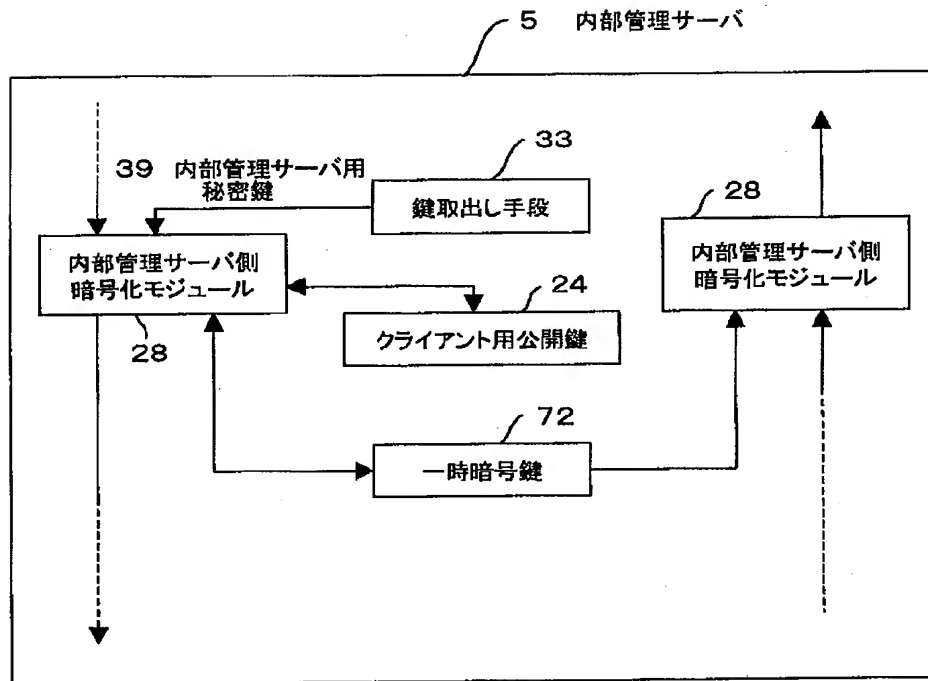 5 内部管理サーバ
39 内部管理サーバ用
秘密鍵
33
鍵取出し手段
28
内部管理サーバ側
暗号化モジュール
内部管理サーバ側
暗号化モジュール
28
24
クライアント用公開鍵
72
一時暗号鍵